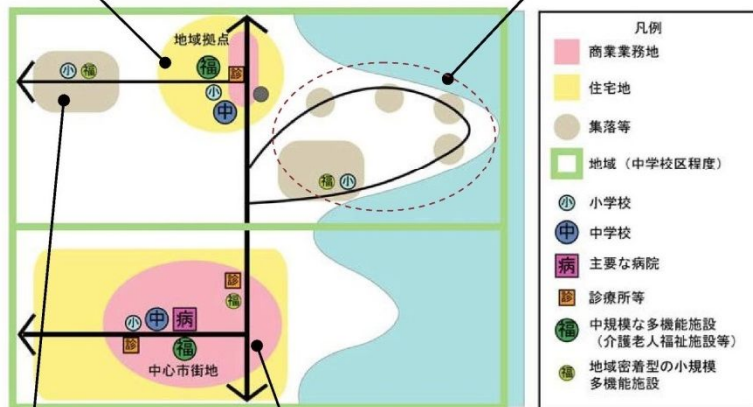 地域拠点
福
診
小 福
小
中
福 小
診
福
小 中 病
診 福
中心市街地
凡例
商業業務地
住宅地
集落等
地域（中学校区程度）
小 小学校
中 中学校
病 主要な病院
診 診療所等
福 中規模な多機能施設
（介護老人福祉施設等）
福 地域密着型の小規模
多機能施設